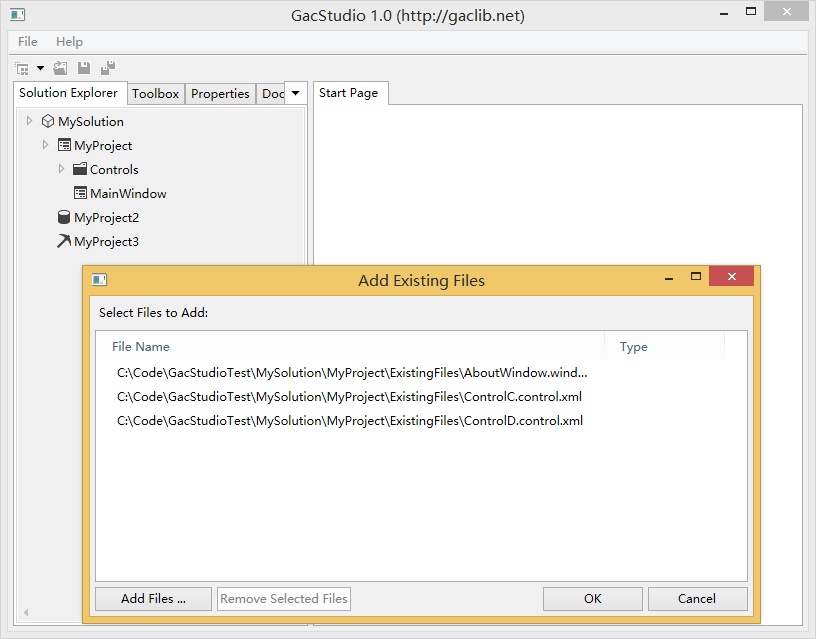 GacStudio 1.0 (http://gaclib.net)
File Help
Solution Explorer Toolbox Properties Doc Start Page
MySolution
MyProject
Controls
MainWindow
MyProject2
MyProject3
Add Existing Files
Select Files to Add:
File Name Type
C:\Code\GacStudioTest\MySolution\MyProject\ExistingFiles\AboutWindow.wind...
C:\Code\GacStudioTest\MySolution\MyProject\ExistingFiles\ControlC.control.xml
C:\Code\GacStudioTest\MySolution\MyProject\ExistingFiles\ControlD.control.xml
Add Files ... Remove Selected Files OK Cancel